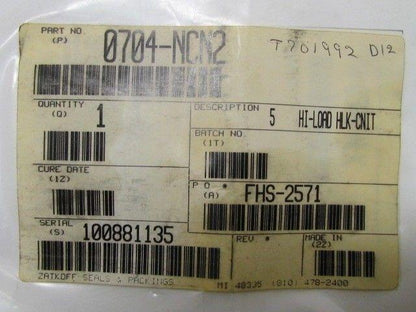 PART NO.
(P)
0704-NCN2
T701992 D12
QUANTITY
(Q)
1
DESCRIPTION
5 HI-LOAD HLK-CNIT
BATCH NO.
(1T)
CURE DATE
(1Z)
P O *
(A)
FHS-2571
SERIAL
(S)
100881135
REV. *
MADE IN
(2Z)
ZATKOFF SEALS & PACKINGS
MI 48335 (810) 478-2400